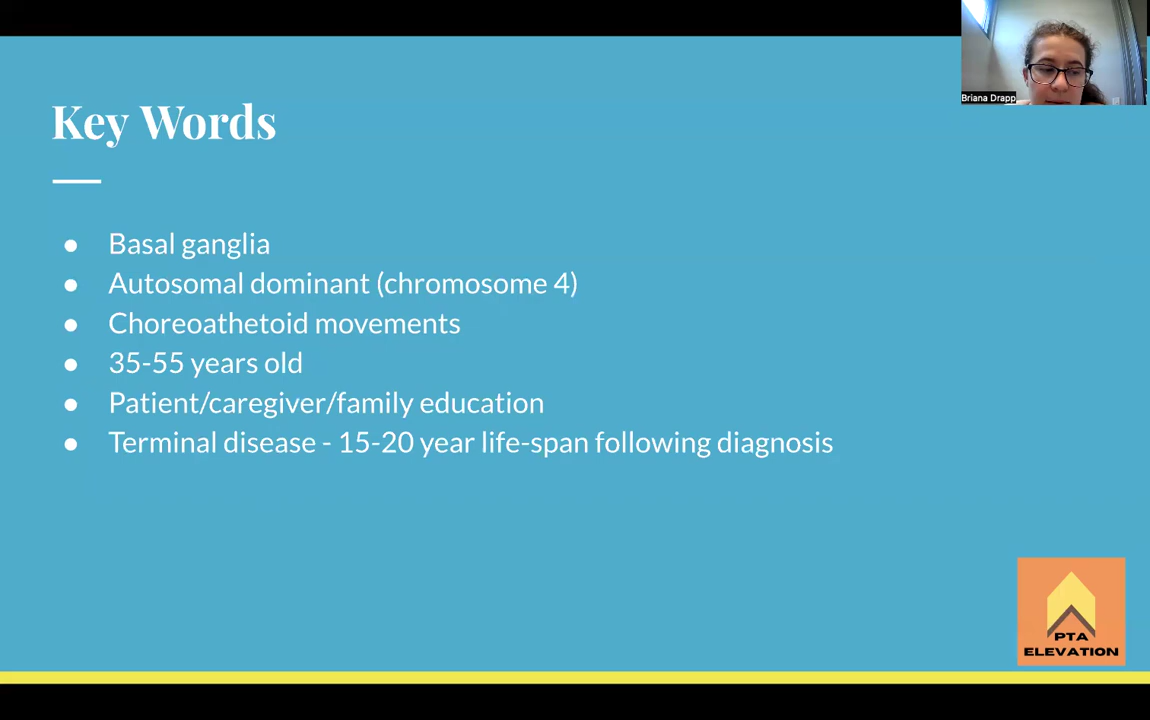 Briana Drapp
Key Words
● Basal ganglia
● Autosomal dominant (chromosome 4)
● Choreoathetoid movements
● 35-55 years old
● Patient/caregiver/family education
● Terminal disease - 15-20 year life-span following diagnosis
PTA
ELEVATION